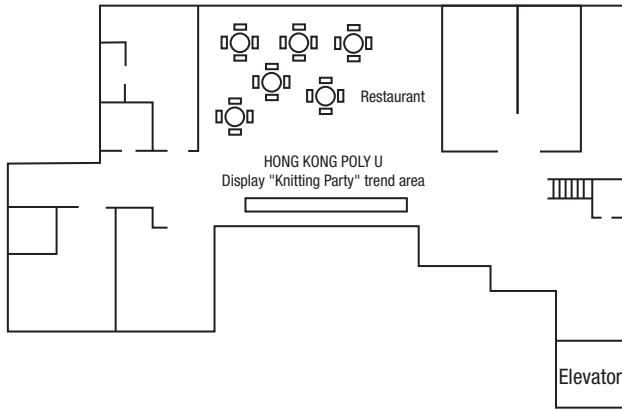 Restaurant
HONG KONG POLY U
Display "Knitting Party" trend area
Elevator